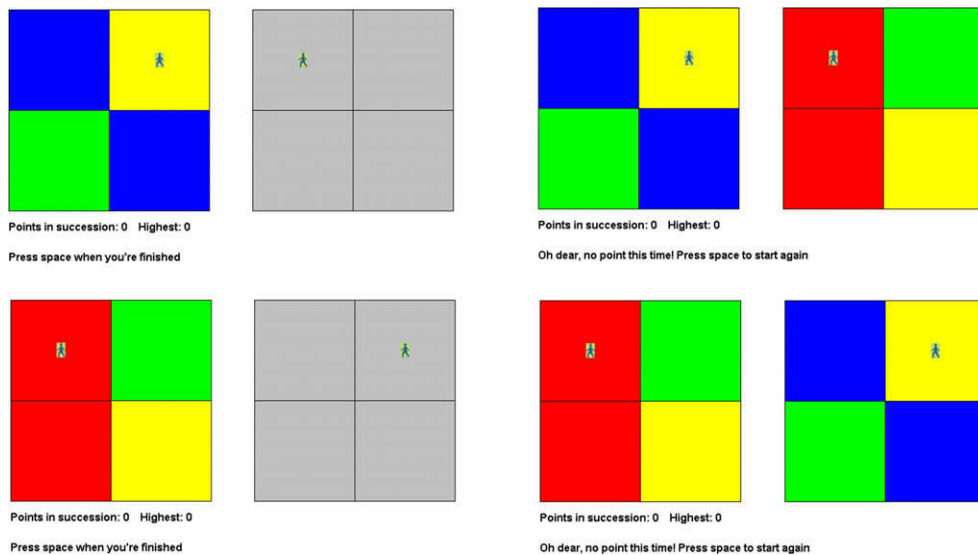 Points in succession: 0 Highest: 0
Press space when you're finished
Points in succession: 0 Highest: 0
Oh dear, no point this time! Press space to start again
Points in succession: 0 Highest: 0
Press space when you're finished
Points in succession: 0 Highest: 0
Oh dear, no point this time! Press space to start again